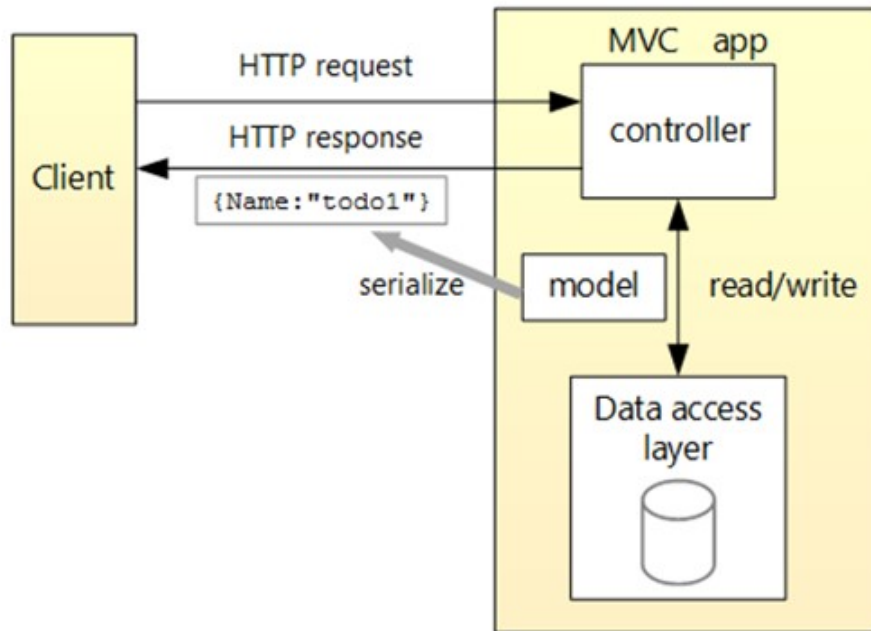 MVC app
HTTP request
controller
HTTP response
Client
{Name:"todo1"}
serialize
model
read/write
Data access
layer